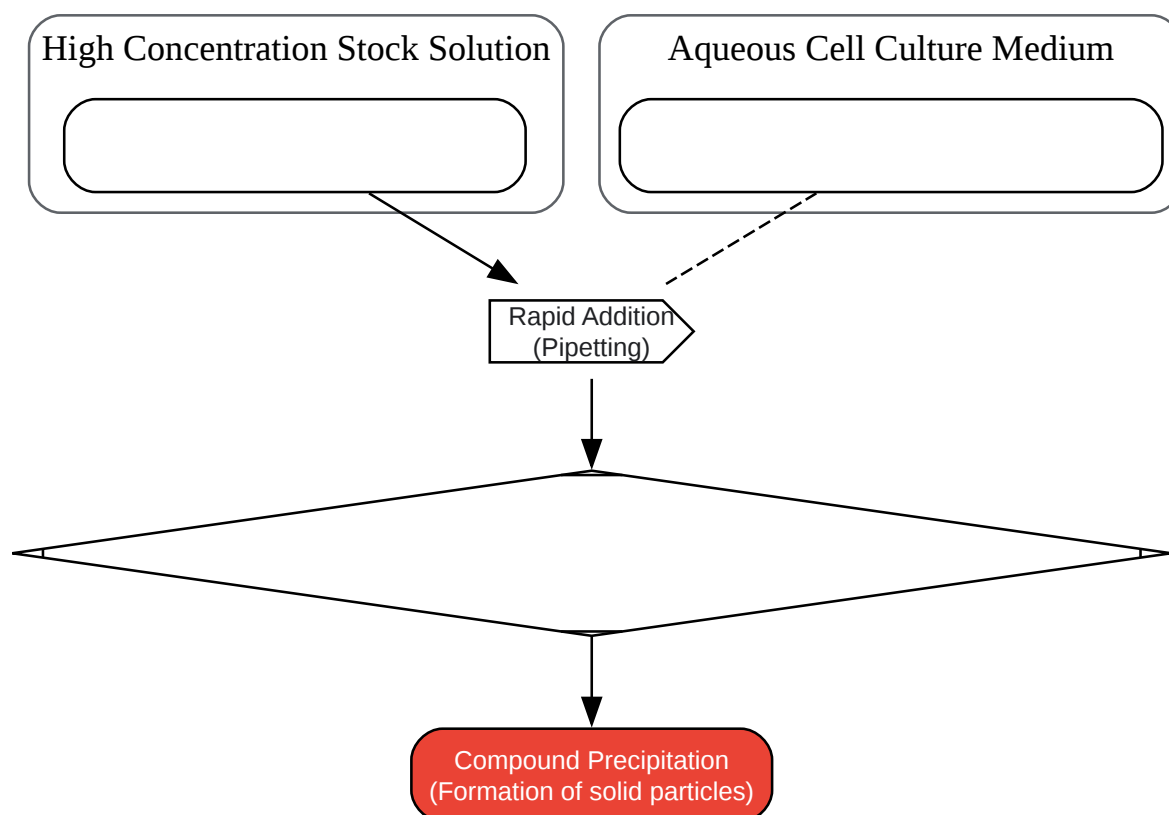 High Concentration Stock Solution
Aqueous Cell Culture Medium
Rapid Addition
(Pipetting)
Compound Precipitation
(Formation of solid particles)